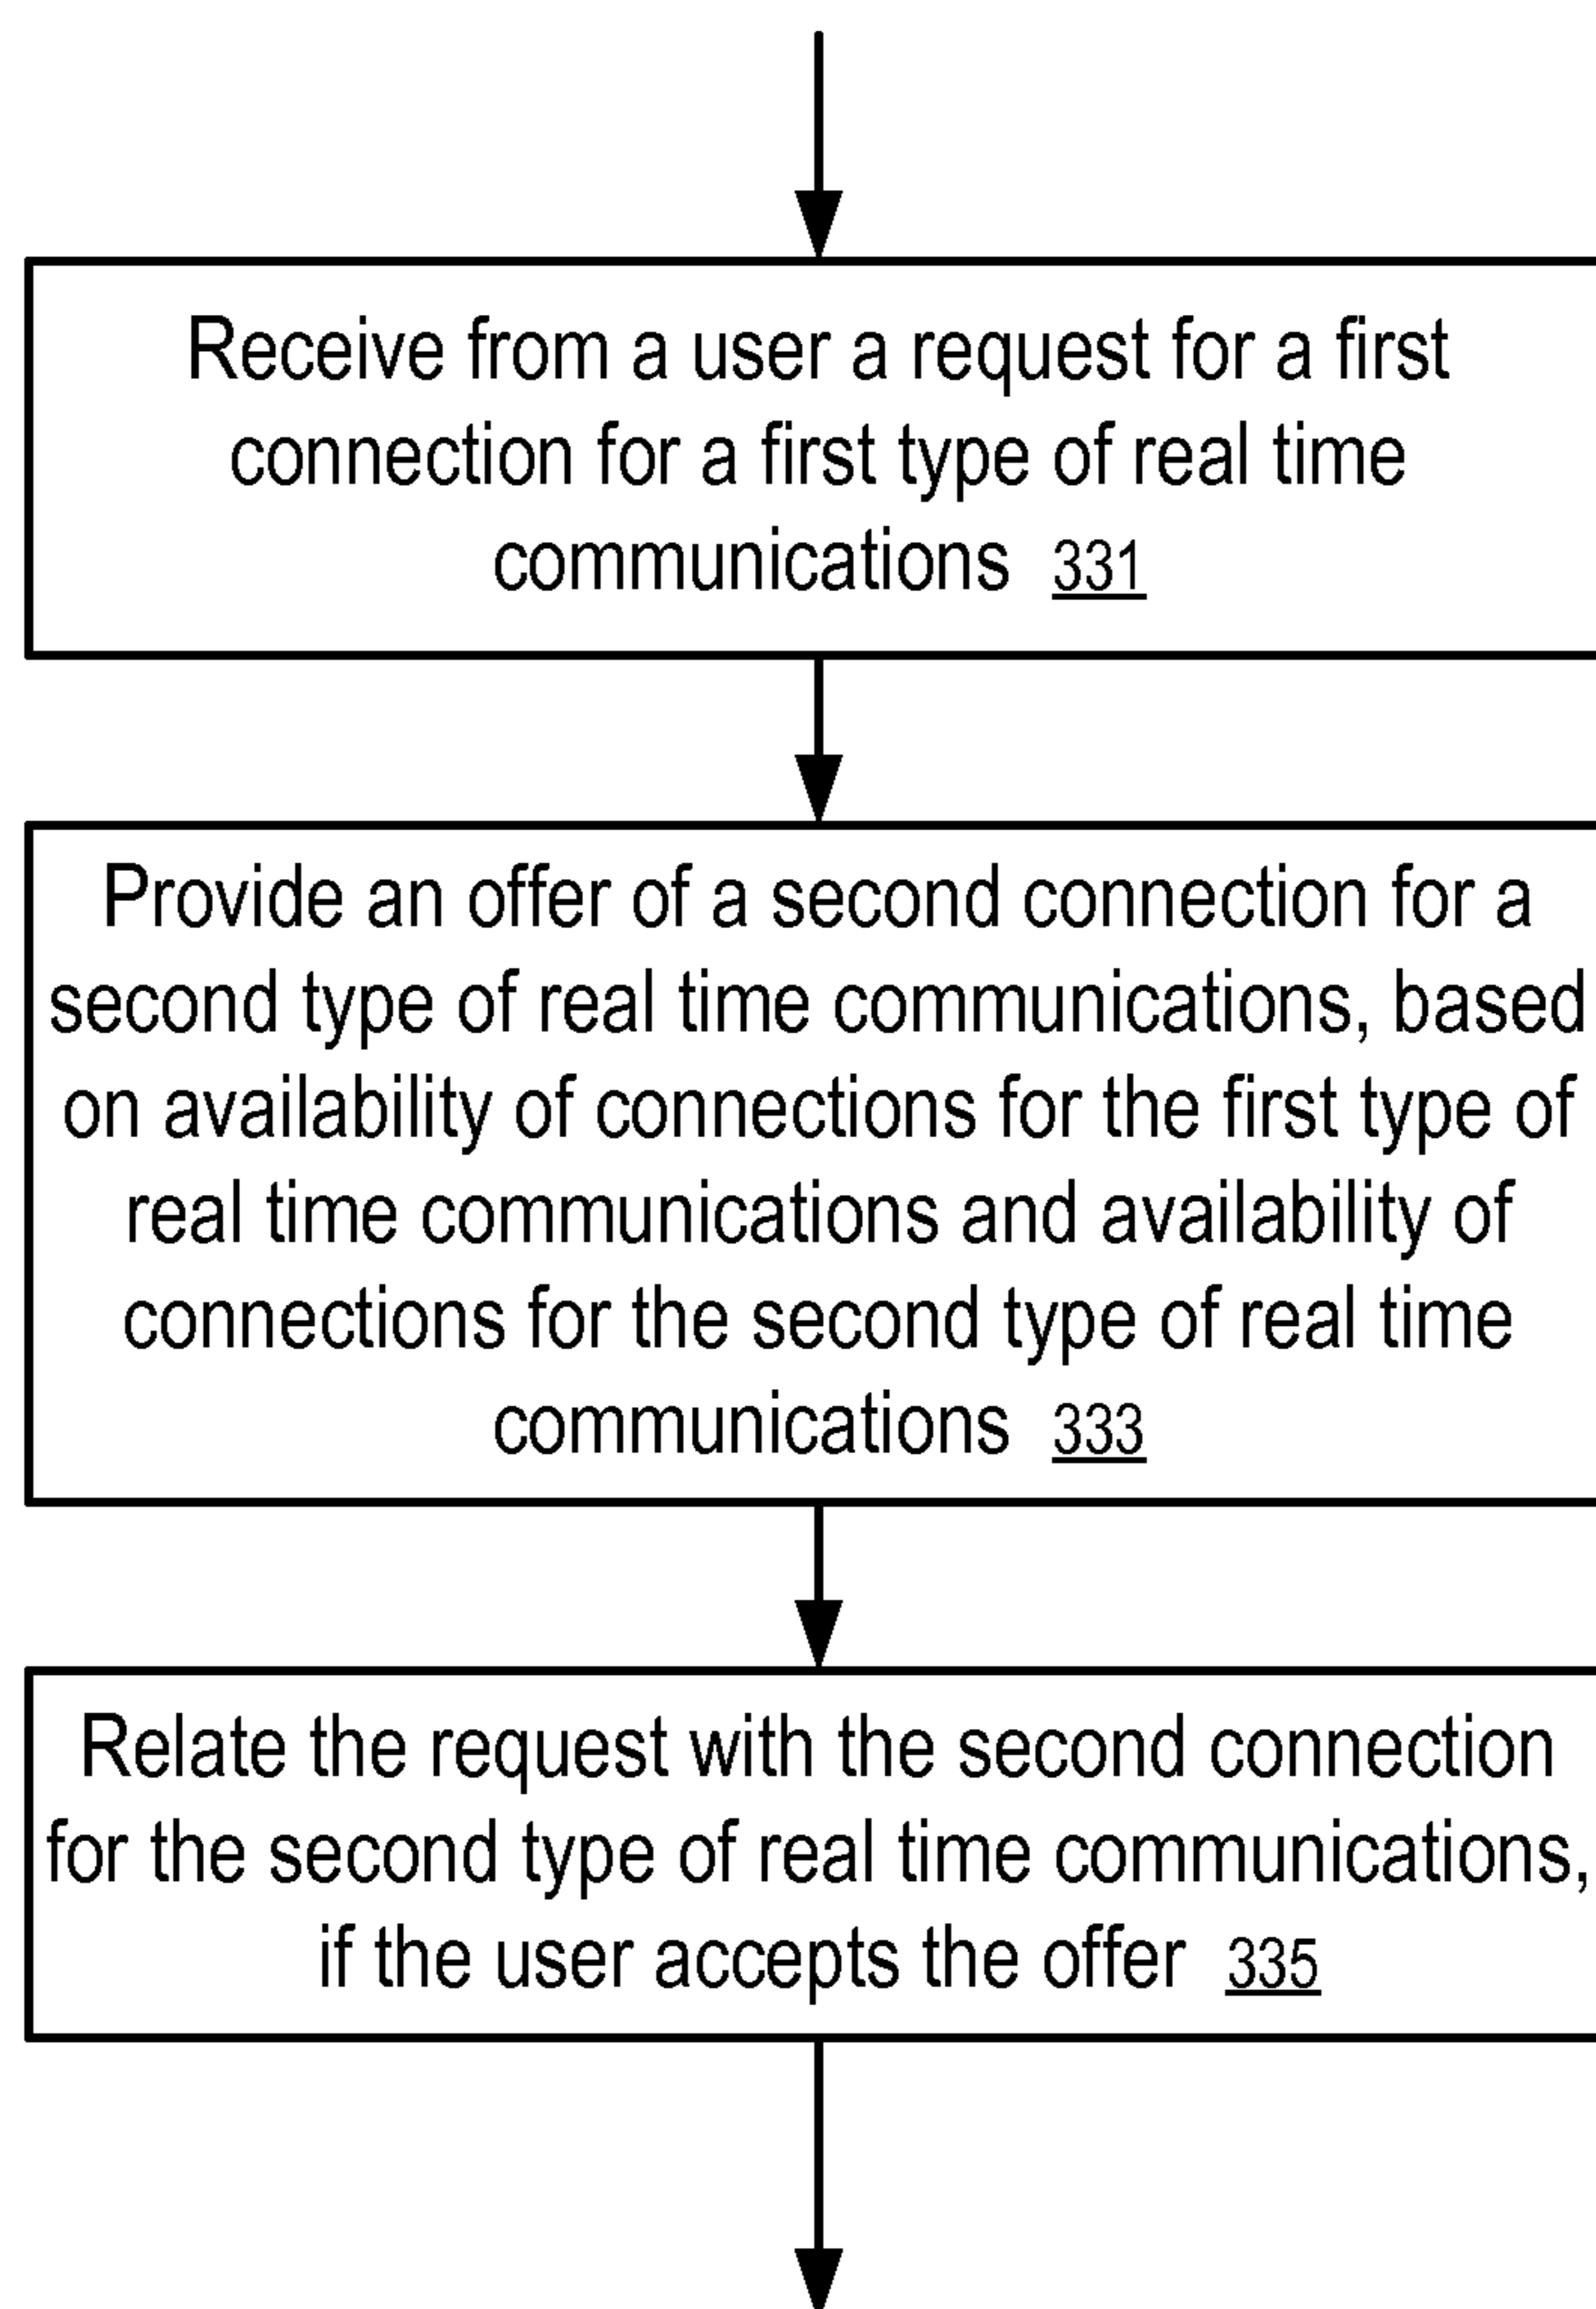 Receive from a user a request for a first
connection for a first type of real time
communications 331
Provide an offer of a second connection for a
second type of real time communications, based
on availability of connections for the first type of
real time communications and availability of
connections for the second type of real time
communications 333
Relate the request with the second connection
for the second type of real time communications,
if the user accepts the offer 335